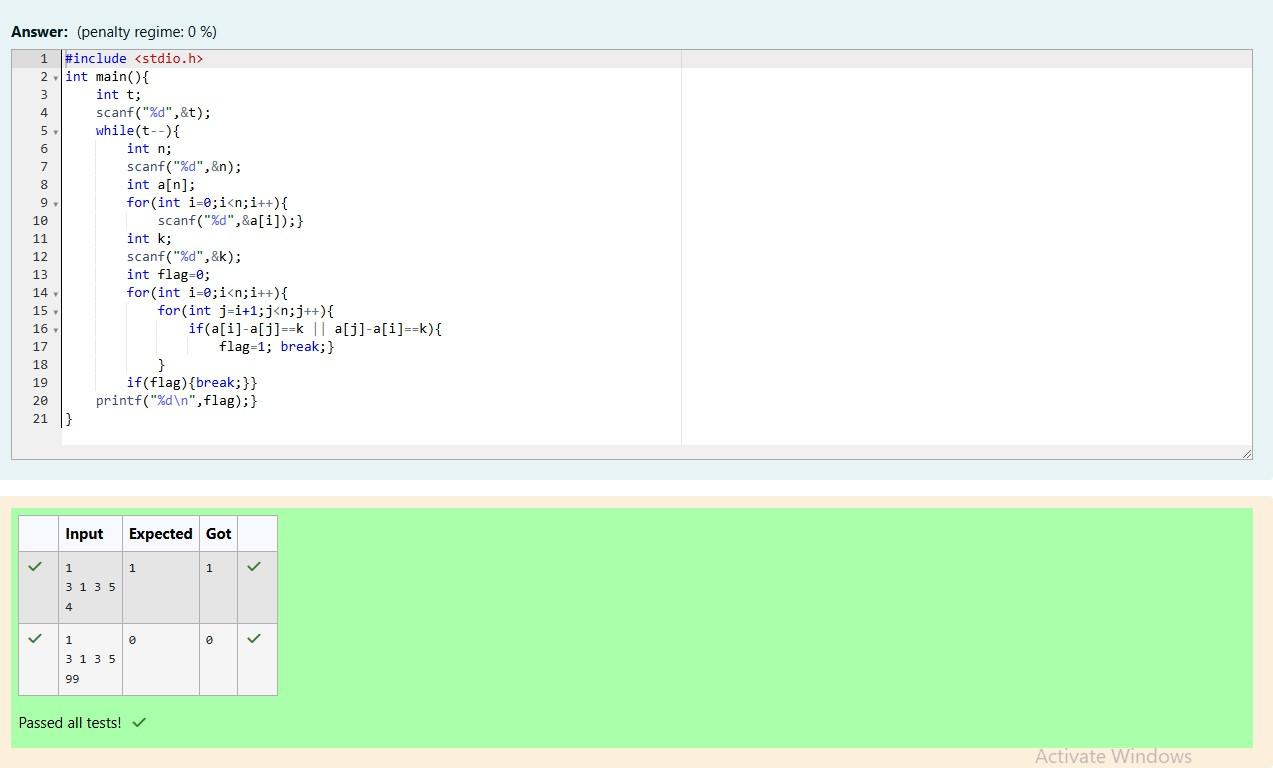 Answer: (penalty regime: 0 %)
1 #include <stdio.h>
2 int main(){
3     int t;
4     scanf("%d",&t);
5     while(t--){
6         int n;
7         scanf("%d",&n);
8         int a[n];
9         for(int i=0;i<n;i++){
10             scanf("%d",&a[i]);}
11         int k;
12         scanf("%d",&k);
13         int flag=0;
14         for(int i=0;i<n;i++){
15             for(int j=i+1;j<n;j++){
16                 if(a[i]-a[j]==k || a[j]-a[i]==k){
17                     flag=1; break;}
18             }
19         if(flag){break;}}
20     printf("%d\n",flag);}
21 }
Input Expected Got
1 1 1
3 1 3 5
4
1 0 0
3 1 3 5
99
Passed all tests!
Activate Windows